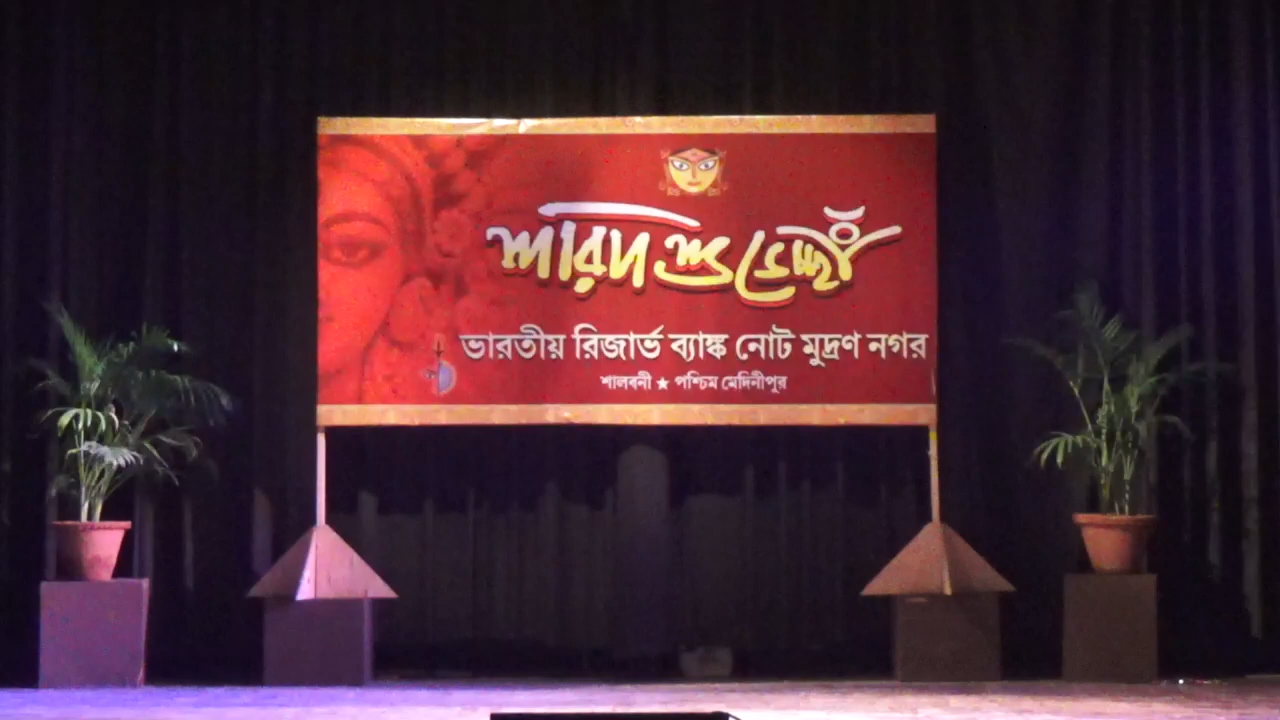 শারদ শুভেচ্ছা
ভারতীয় রিজার্ভ ব্যাঙ্ক নোট মুদ্রণ নগর
শালবনী ★ পশ্চিম মেদিনীপুর